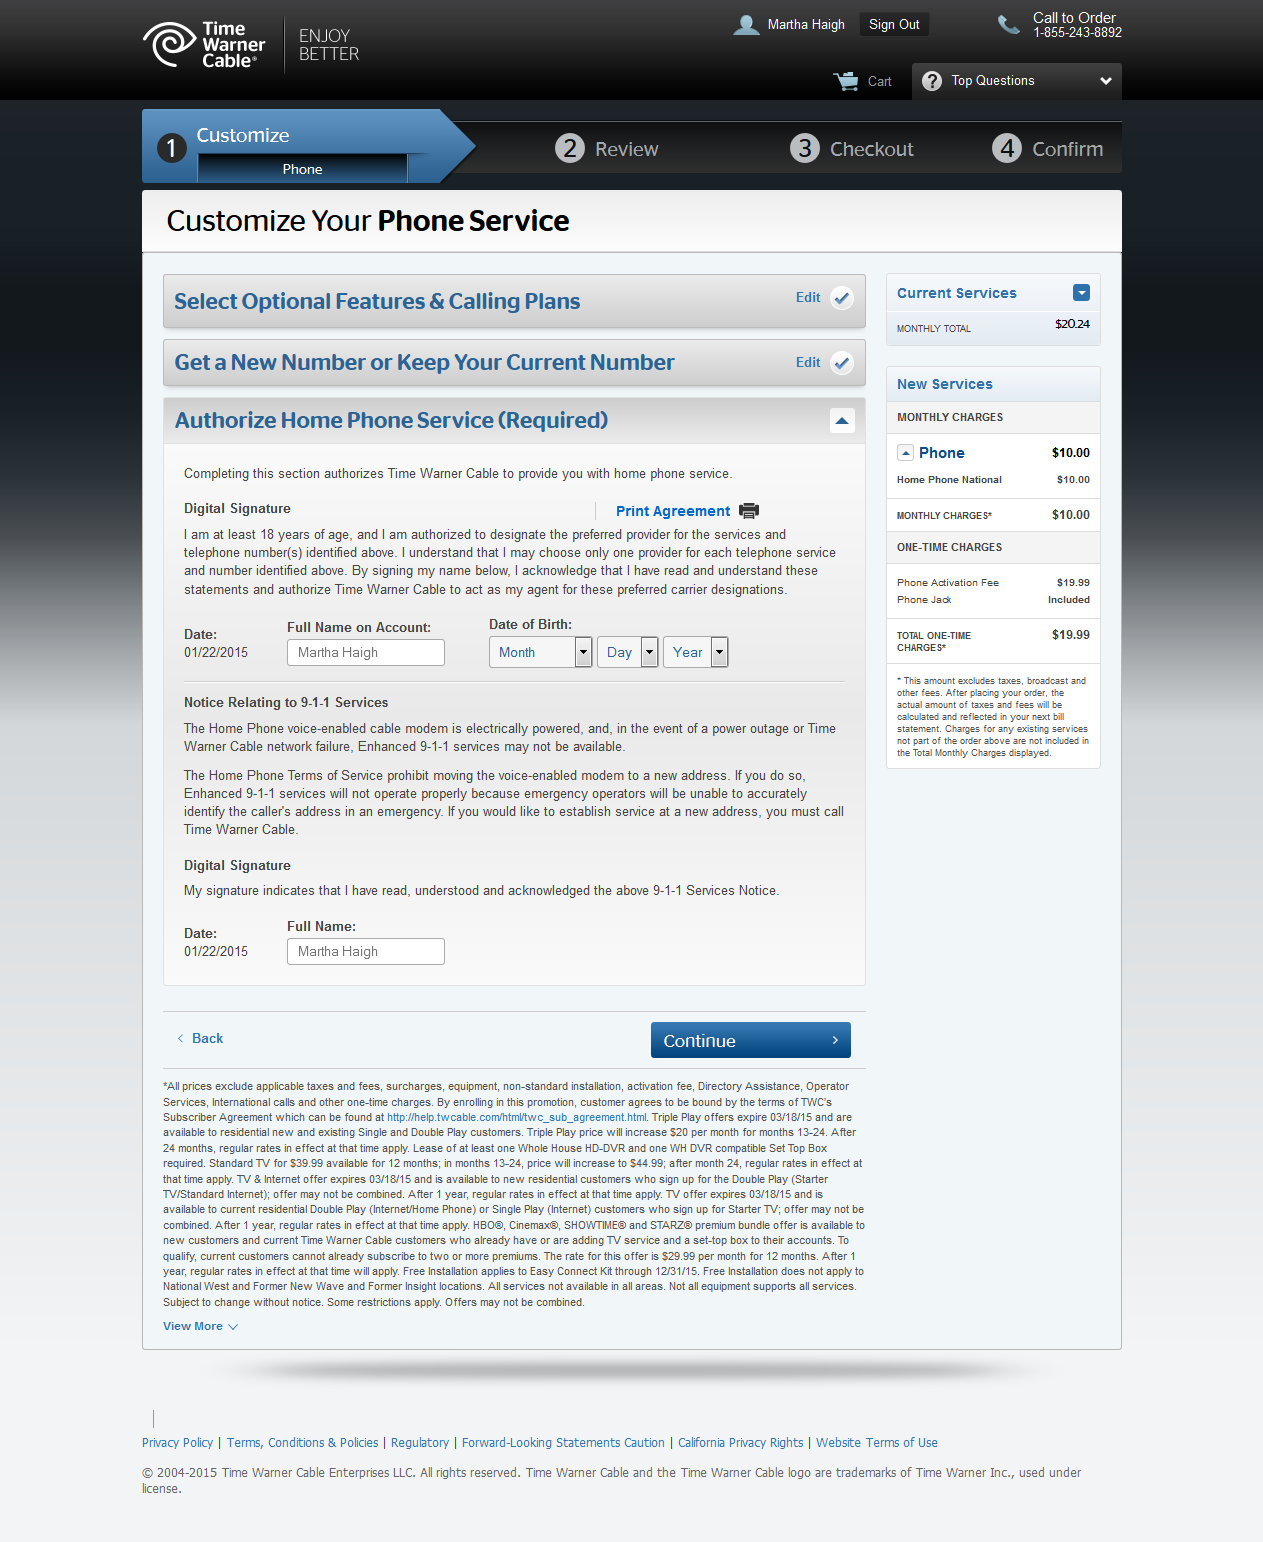 Time
Warner
Cable®
ENJOY
BETTER
Martha Haigh
Sign Out
Call to Order
1-855-243-8892
Cart
? Top Questions
1 Customize
Phone
2 Review
3 Checkout
4 Confirm
Customize Your Phone Service
Select Optional Features & Calling Plans
Edit
Get a New Number or Keep Your Current Number
Edit
Authorize Home Phone Service (Required)
Completing this section authorizes Time Warner Cable to provide you with home phone service.
Digital Signature
Print Agreement
I am at least 18 years of age, and I am authorized to designate the preferred provider for the services and
telephone number(s) identified above. I understand that I may choose only one provider for each telephone service
and number identified above. By signing my name below, I acknowledge that I have read and understand these
statements and authorize Time Warner Cable to act as my agent for these preferred carrier designations.
Date:
01/22/2015
Full Name on Account:
Martha Haigh
Date of Birth:
Month
Day
Year
Notice Relating to 9-1-1 Services
The Home Phone voice-enabled cable modem is electrically powered, and, in the event of a power outage or Time
Warner Cable network failure, Enhanced 9-1-1 services may not be available.
The Home Phone Terms of Service prohibit moving the voice-enabled modem to a new address. If you do so,
Enhanced 9-1-1 services will not operate properly because emergency operators will be unable to accurately
identify the caller's address in an emergency. If you would like to establish service at a new address, you must call
Time Warner Cable.
Digital Signature
My signature indicates that I have read, understood and acknowledged the above 9-1-1 Services Notice.
Date:
01/22/2015
Full Name:
Martha Haigh
Back
Continue
Current Services
MONTHLY TOTAL $20.24
New Services
MONTHLY CHARGES
Phone $10.00
Home Phone National $10.00
MONTHLY CHARGES* $10.00
ONE-TIME CHARGES
Phone Activation Fee $19.99
Phone Jack Included
TOTAL ONE-TIME $19.99
CHARGES*
* This amount excludes taxes, broadcast and
other fees. After placing your order, the
actual amount of taxes and fees will be
calculated and reflected in your next bill
statement. Charges for any existing services
not part of the order above are not included in
the Total Monthly Charges displayed.
*All prices exclude applicable taxes and fees, surcharges, equipment, non-standard installation, activation fee, Directory Assistance, Operator
Services, International calls and other one-time charges. By enrolling in this promotion, customer agrees to be bound by the terms of TWC's
Subscriber Agreement which can be found at http://help.twcable.com/html/twc_sub_agreement.html. Triple Play offers expire 03/18/15 and are
available to residential new and existing Single and Double Play customers. Triple Play price will increase $20 per month for months 13-24. After
24 months, regular rates in effect at that time apply. Lease of at least one Whole House HD-DVR and one WH DVR compatible Set Top Box
required. Standard TV for $39.99 available for 12 months; in months 13-24, price will increase to $44.99; after month 24, regular rates in effect at
that time apply. TV & Internet offer expires 03/18/15 and is available to new residential customers who sign up for the Double Play (Starter
TV/Standard Internet); offer may not be combined. After 1 year, regular rates in effect at that time apply. TV offer expires 03/18/15 and is
available to current residential Double Play (Internet/Home Phone) or Single Play (Internet) customers who sign up for Starter TV; offer may not be
combined. After 1 year, regular rates in effect at that time apply. HBO®, Cinemax®, SHOWTIME® and STARZ® premium bundle offer is available to
new customers and current Time Warner Cable customers who already have or are adding TV service and a set-top box to their accounts. To
qualify, current customers cannot already subscribe to two or more premiums. The rate for this offer is $29.99 per month for 12 months. After 1
year, regular rates in effect at that time will apply. Free Installation applies to Easy Connect Kit through 12/31/15. Free Installation does not apply to
National West and Former New Wave and Former Insight locations. All services not available in all areas. Not all equipment supports all services.
Subject to change without notice. Some restrictions apply. Offers may not be combined.
View More
Privacy Policy | Terms, Conditions & Policies | Regulatory | Forward-Looking Statements Caution | California Privacy Rights | Website Terms of Use
© 2004-2015 Time Warner Cable Enterprises LLC. All rights reserved. Time Warner Cable and the Time Warner Cable logo are trademarks of Time Warner Inc., used under
license.